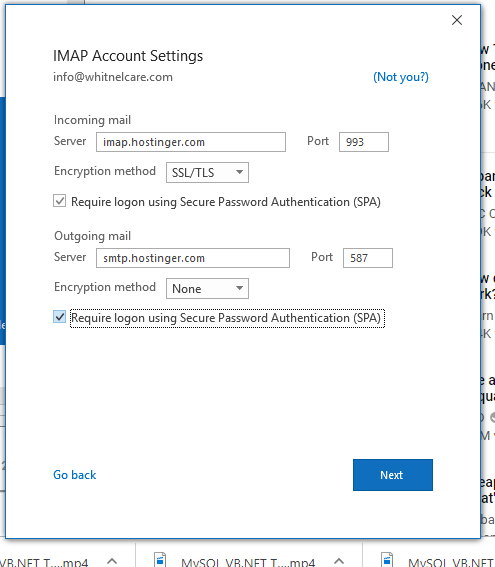 IMAP Account Settings
info@whitnelcare.com (Not you?)
Incoming mail
Server imap.hostinger.com Port 993
Encryption method SSL/TLS
Require logon using Secure Password Authentication (SPA)
Outgoing mail
Server smtp.hostinger.com Port 587
Encryption method None
Require logon using Secure Password Authentication (SPA)
Go back Next
VB.NET T....mp4 MySQL VB.NET T....mp4 MySQL VB.NET